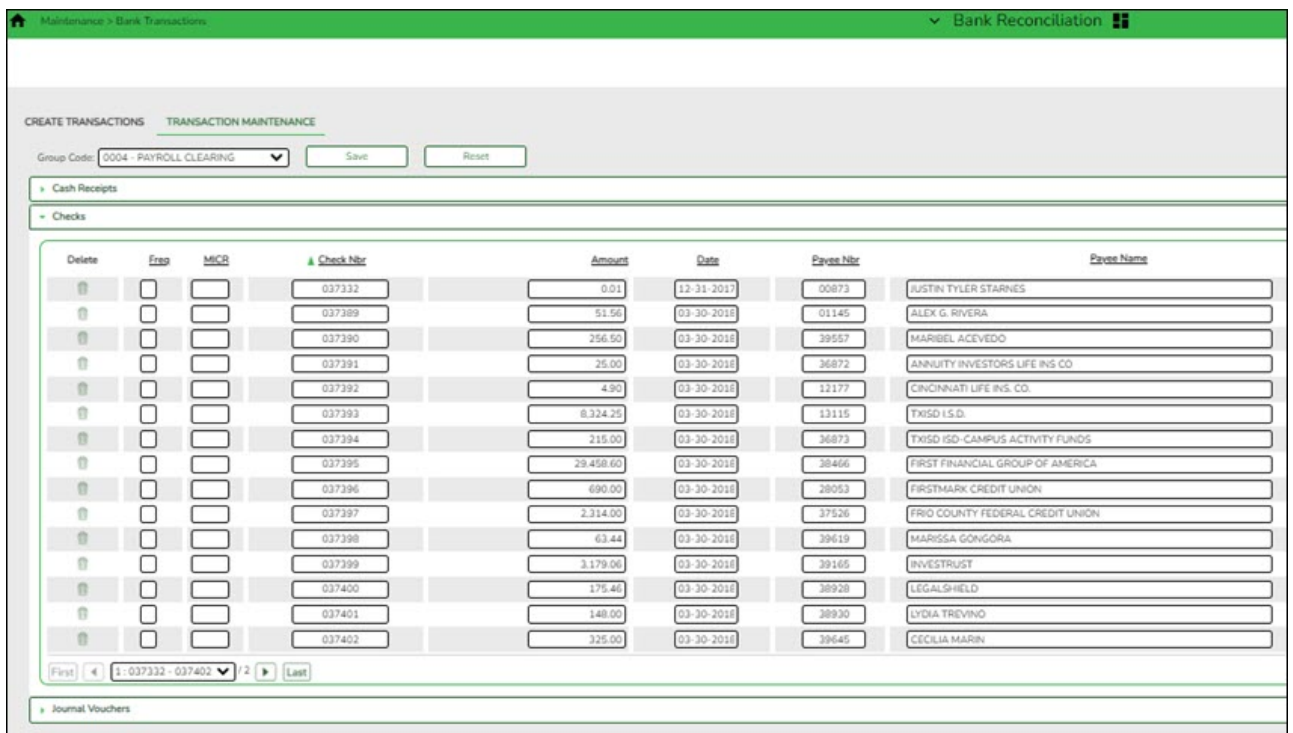 Maintenance > Bank Transactions Bank Reconciliation
CREATE TRANSACTIONS TRANSACTION MAINTENANCE
Group Code: 0004 - PAYROLL CLEARING Save Reset
Cash Receipts
Checks
Delete Freq MICR Check Nbr Amount Date Payee Nbr Payee Name
037332 0.01 12-31-2017 00873 JUSTIN TYLER STARNES
037389 51.56 03-30-2018 01145 ALEX G. RIVERA
037390 256.50 03-30-2018 39557 MARIBEL ACEVEDO
037391 25.00 03-30-2018 36872 ANNUITY INVESTORS LIFE INS CO
037392 4.90 03-30-2018 12177 CINCINNATI LIFE INS. CO.
037393 8,324.25 03-30-2018 13115 TXISD I.S.D.
037394 215.00 03-30-2018 36873 TXISD ISD-CAMPUS ACTIVITY FUNDS
037395 29,458.60 03-30-2018 38466 FIRST FINANCIAL GROUP OF AMERICA
037396 690.00 03-30-2018 28053 FIRSTMARK CREDIT UNION
037397 2,314.00 03-30-2018 37526 FRIO COUNTY FEDERAL CREDIT UNION
037398 63.44 03-30-2018 39619 MARISSA GONGORA
037399 3,179.06 03-30-2018 39165 INVESTRUST
037400 175.46 03-30-2018 38928 LEGALSHIELD
037401 148.00 03-30-2018 38930 LYDIA TREVINO
037402 325.00 03-30-2018 39645 CECILIA MARIN
First 1 : 037332 - 037402 / 2 Last
Journal Vouchers